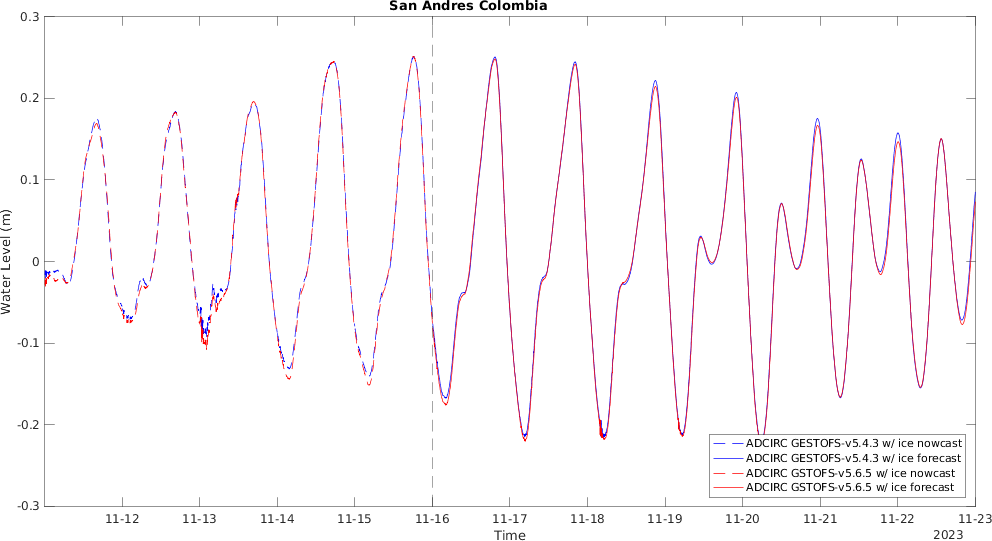 San Andres Colombia
0.3
0.2
0.1
0
-0.1
-0.2
-0.3
Water Level (m)
11-12
11-13
11-14
11-15
11-16
11-17
11-18
11-19
11-20
11-21
11-22
11-23
Time
2023
ADCIRC GESTOFS-v5.4.3 w/ ice nowcast
ADCIRC GESTOFS-v5.4.3 w/ ice forecast
ADCIRC GSTOFS-v5.6.5 w/ ice nowcast
ADCIRC GSTOFS-v5.6.5 w/ ice forecast